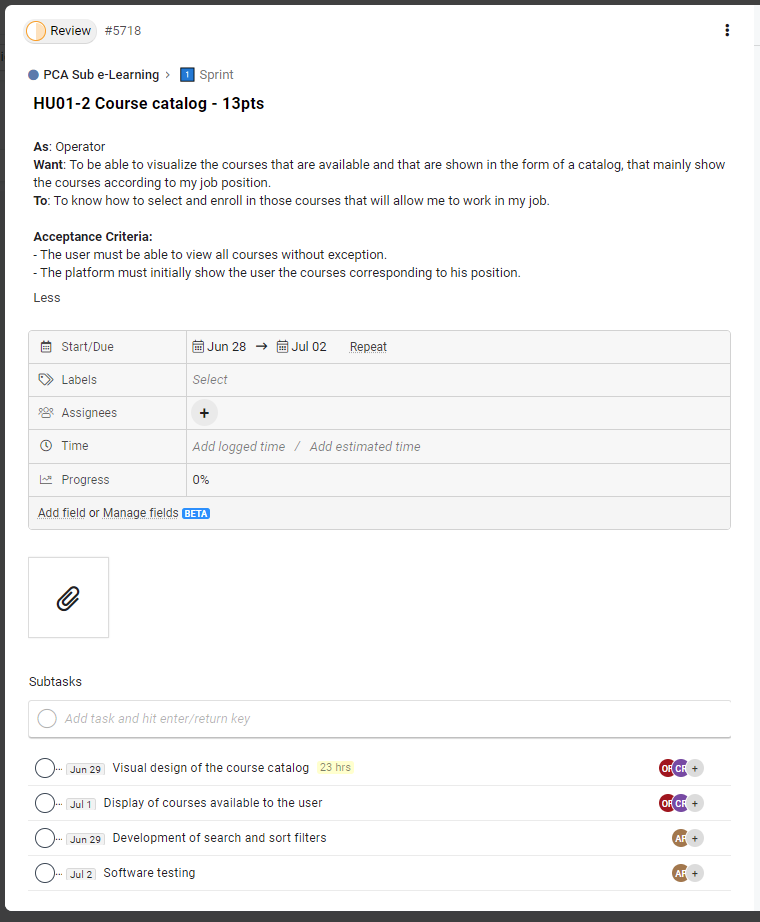 Review #5718
PCA Sub e-Learning > 1 Sprint
HU01-2 Course catalog - 13pts
As: Operator
Want: To be able to visualize the courses that are available and that are shown in the form of a catalog, that mainly show
the courses according to my job position.
To: To know how to select and enroll in those courses that will allow me to work in my job.
Acceptance Criteria:
- The user must be able to view all courses without exception.
- The platform must initially show the user the courses corresponding to his position.
Less
Start/Due Jun 28 → Jul 02 Repeat
Labels Select
Assignees +
Time Add logged time / Add estimated time
Progress 0%
Add field or Manage fields BETA
Subtasks
Add task and hit enter/return key
Jun 29 Visual design of the course catalog 23 hrs +
Jul 1 Display of courses available to the user +
Jun 29 Development of search and sort filters +
Jul 2 Software testing +